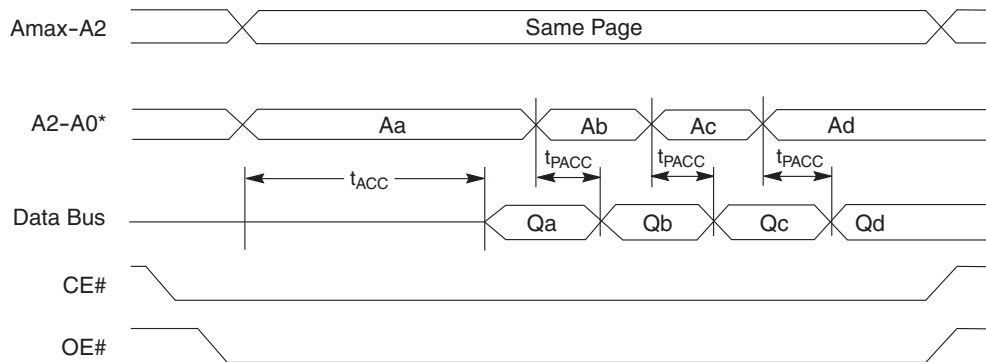 Amax-A2 Same Page
A2-A0* Aa Ab Ac Ad
tACC tPACC tPACC tPACC
Data Bus Qa Qb Qc Qd
CE#
OE#